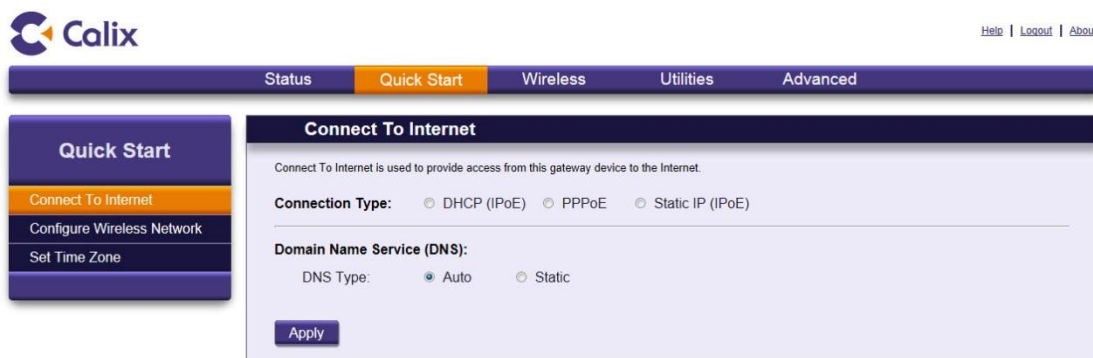 Calix
Help | Logout | Abou
Status Quick Start Wireless Utilities Advanced
Quick Start
Connect To Internet
Configure Wireless Network
Set Time Zone
Connect To Internet
Connect To Internet is used to provide access from this gateway device to the Internet.
Connection Type: DHCP (IPoE) PPPoE Static IP (IPoE)
Domain Name Service (DNS):
DNS Type: Auto Static
Apply